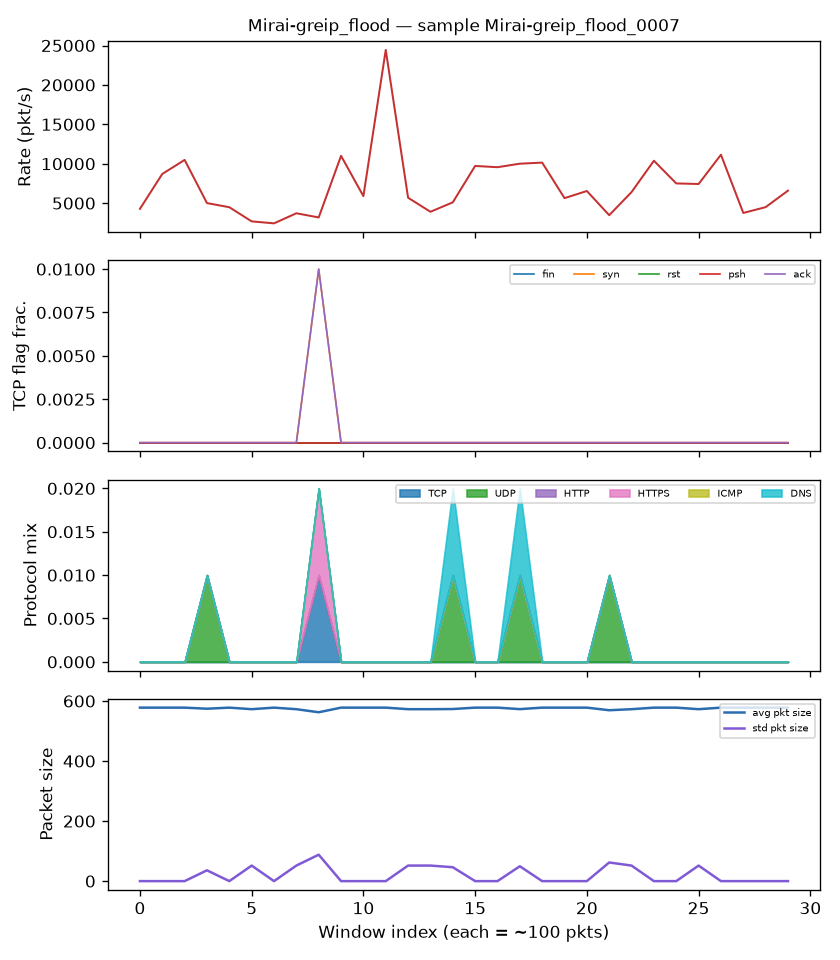 Mirai-greip_flood — sample Mirai-greip_flood_0007
Rate (pkt/s)
25000
20000
15000
10000
5000
TCP flag frac.
0.0100
0.0075
0.0050
0.0025
0.0000
fin syn rst psh ack
Protocol mix
0.020
0.015
0.010
0.005
0.000
TCP UDP HTTP HTTPS ICMP DNS
Packet size
600
400
200
0
avg pkt size
std pkt size
0 5 10 15 20 25 30
Window index (each = ~100 pkts)